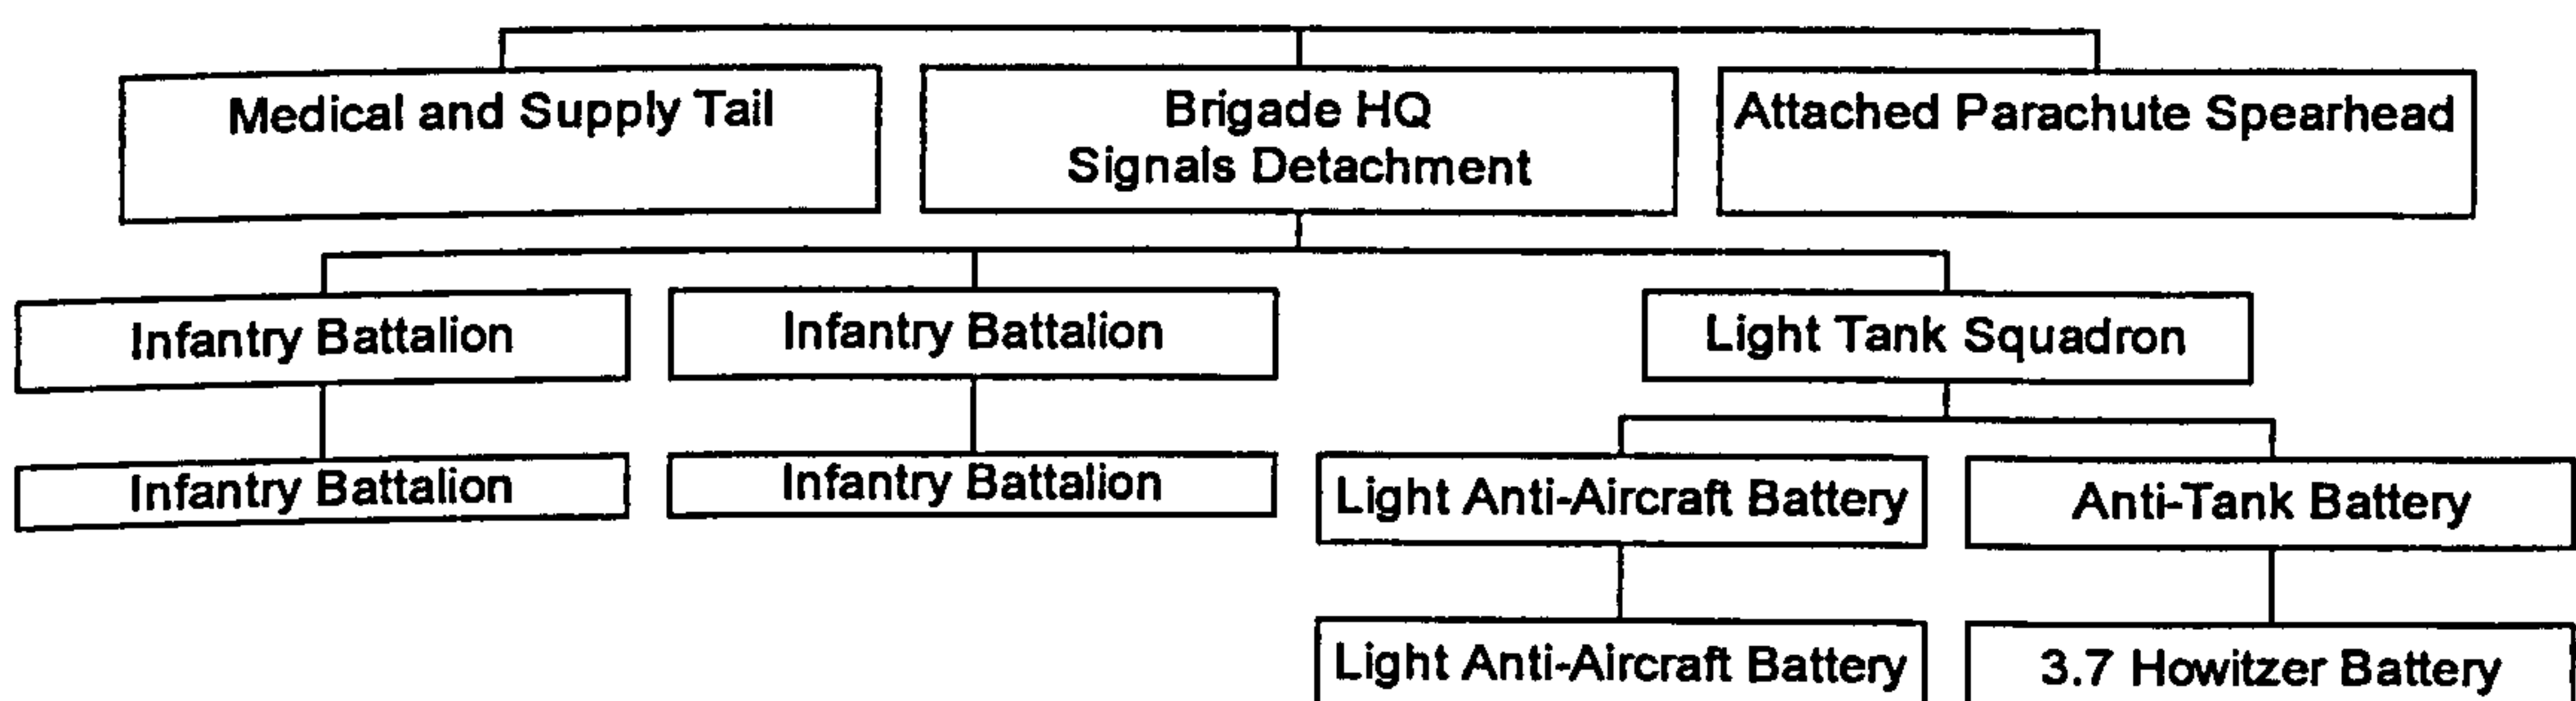 Medical and Supply Tail
Brigade HQ
Signals Detachment
Attached Parachute Spearhead
Infantry Battalion
Infantry Battalion
Light Tank Squadron
Infantry Battalion
Infantry Battalion
Light Anti-Aircraft Battery
Anti-Tank Battery
Light Anti-Aircraft Battery
3.7 Howitzer Battery